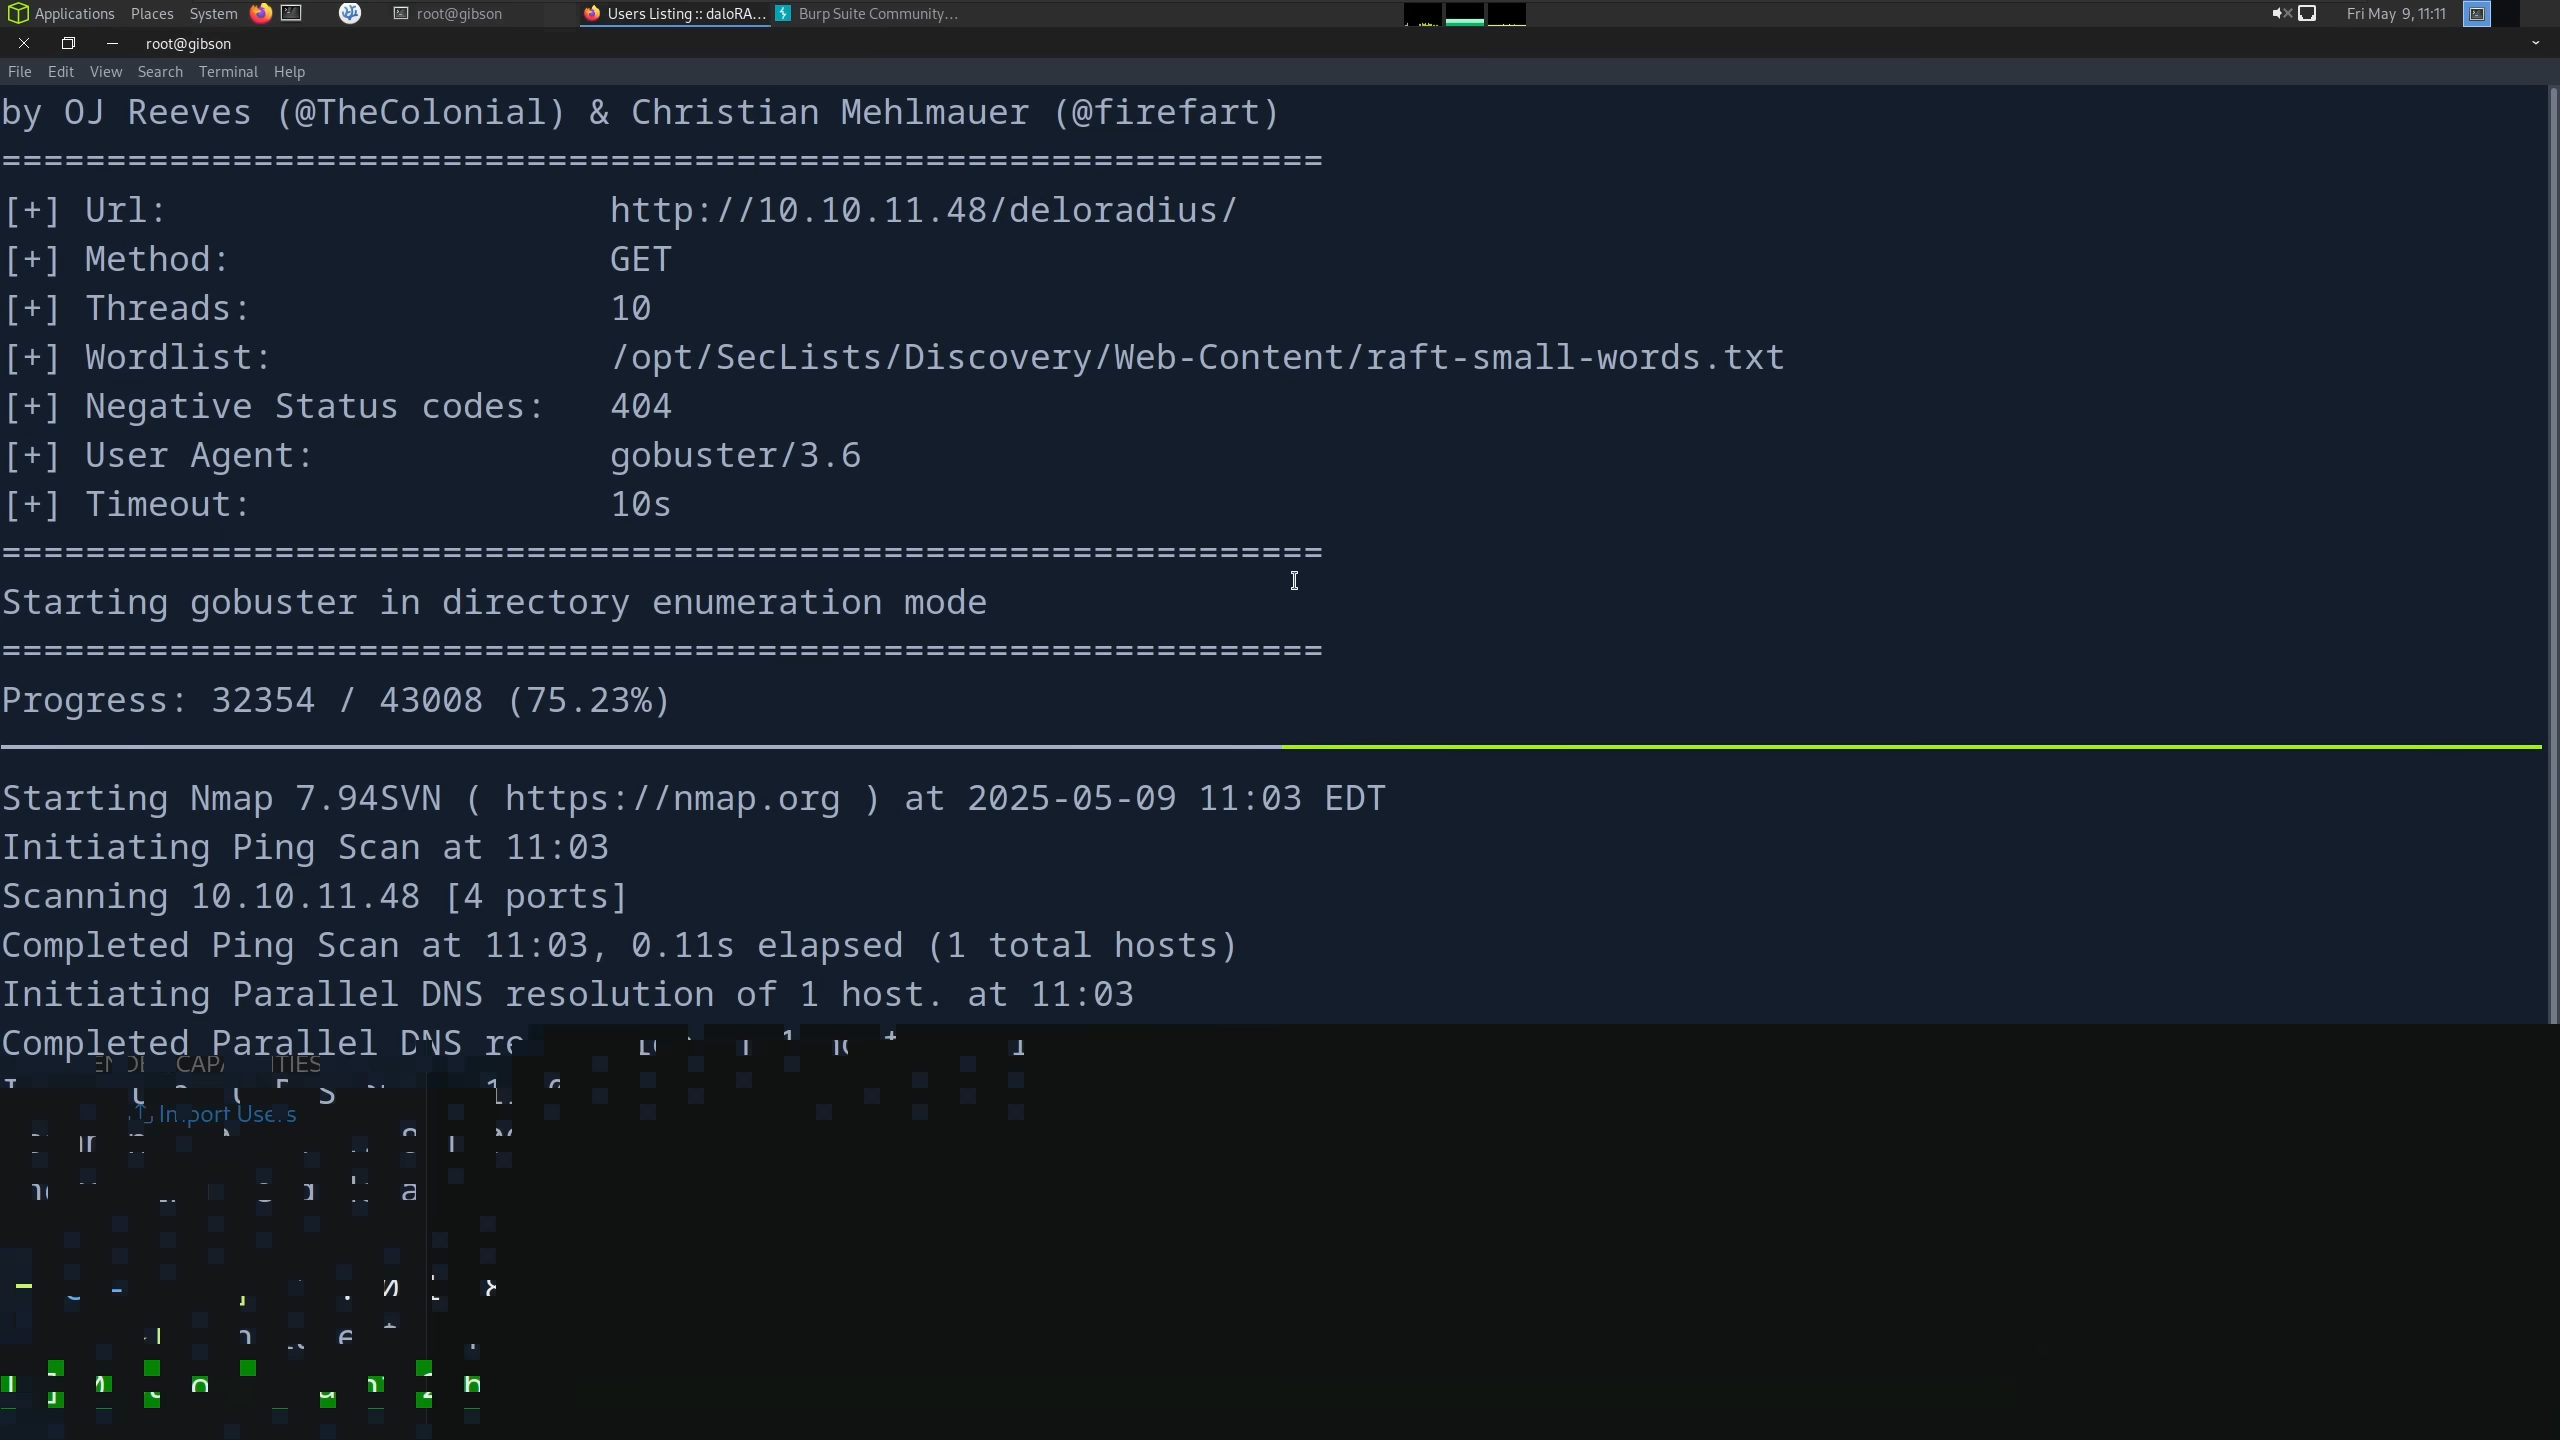 Applications Places System root@gibson Users Listing :: daloRA... Burp Suite Community... Fri May 9, 11:11
root@gibson
File Edit View Search Terminal Help
by OJ Reeves (@TheColonial) & Christian Mehlmauer (@firefart)
===============================================================
[+] Url: http://10.10.11.48/deloradius/
[+] Method: GET
[+] Threads: 10
[+] Wordlist: /opt/SecLists/Discovery/Web-Content/raft-small-words.txt
[+] Negative Status codes: 404
[+] User Agent: gobuster/3.6
[+] Timeout: 10s
===============================================================
Starting gobuster in directory enumeration mode
===============================================================
Progress: 32354 / 43008 (75.23%)
Starting Nmap 7.94SVN ( https://nmap.org ) at 2025-05-09 11:03 EDT
Initiating Ping Scan at 11:03
Scanning 10.10.11.48 [4 ports]
Completed Ping Scan at 11:03, 0.11s elapsed (1 total hosts)
Initiating Parallel DNS resolution of 1 host. at 11:03
Completed Parallel DNS
Import Users